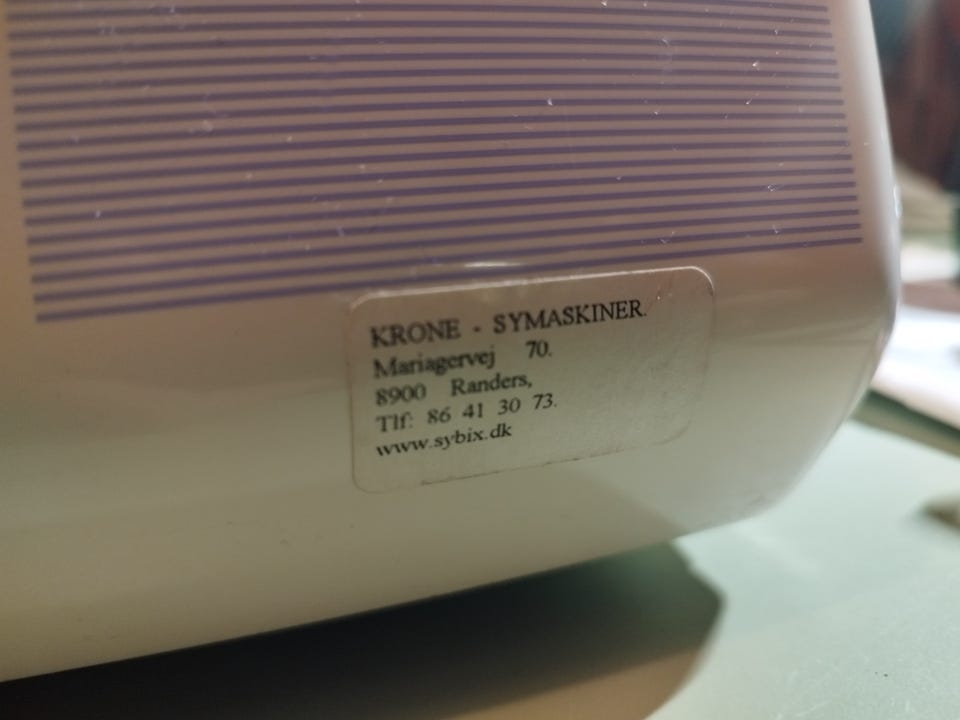 KRONE - SYMASKINER.
Mariagervej 70.
8900 Randers,
Tlf: 86 41 30 73.
www.sybix.dk